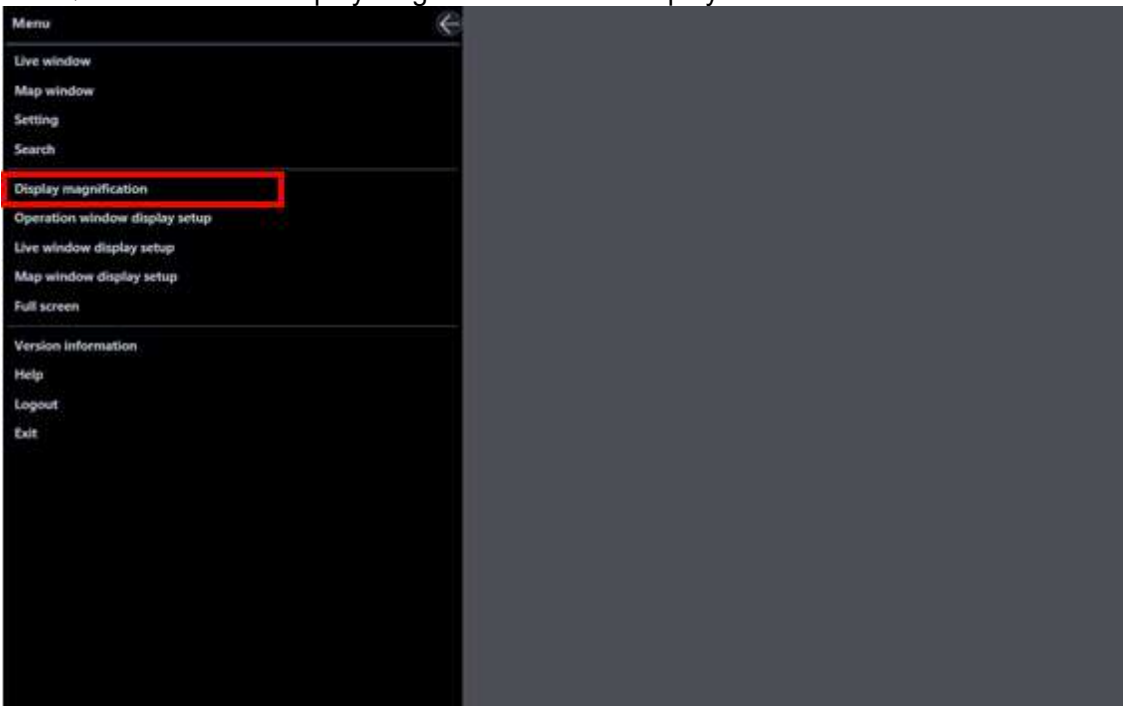 Menu
Live window
Map window
Setting
Search
Display magnification
Operation window display setup
Live window display setup
Map window display setup
Full screen
Version information
Help
Logout
Exit